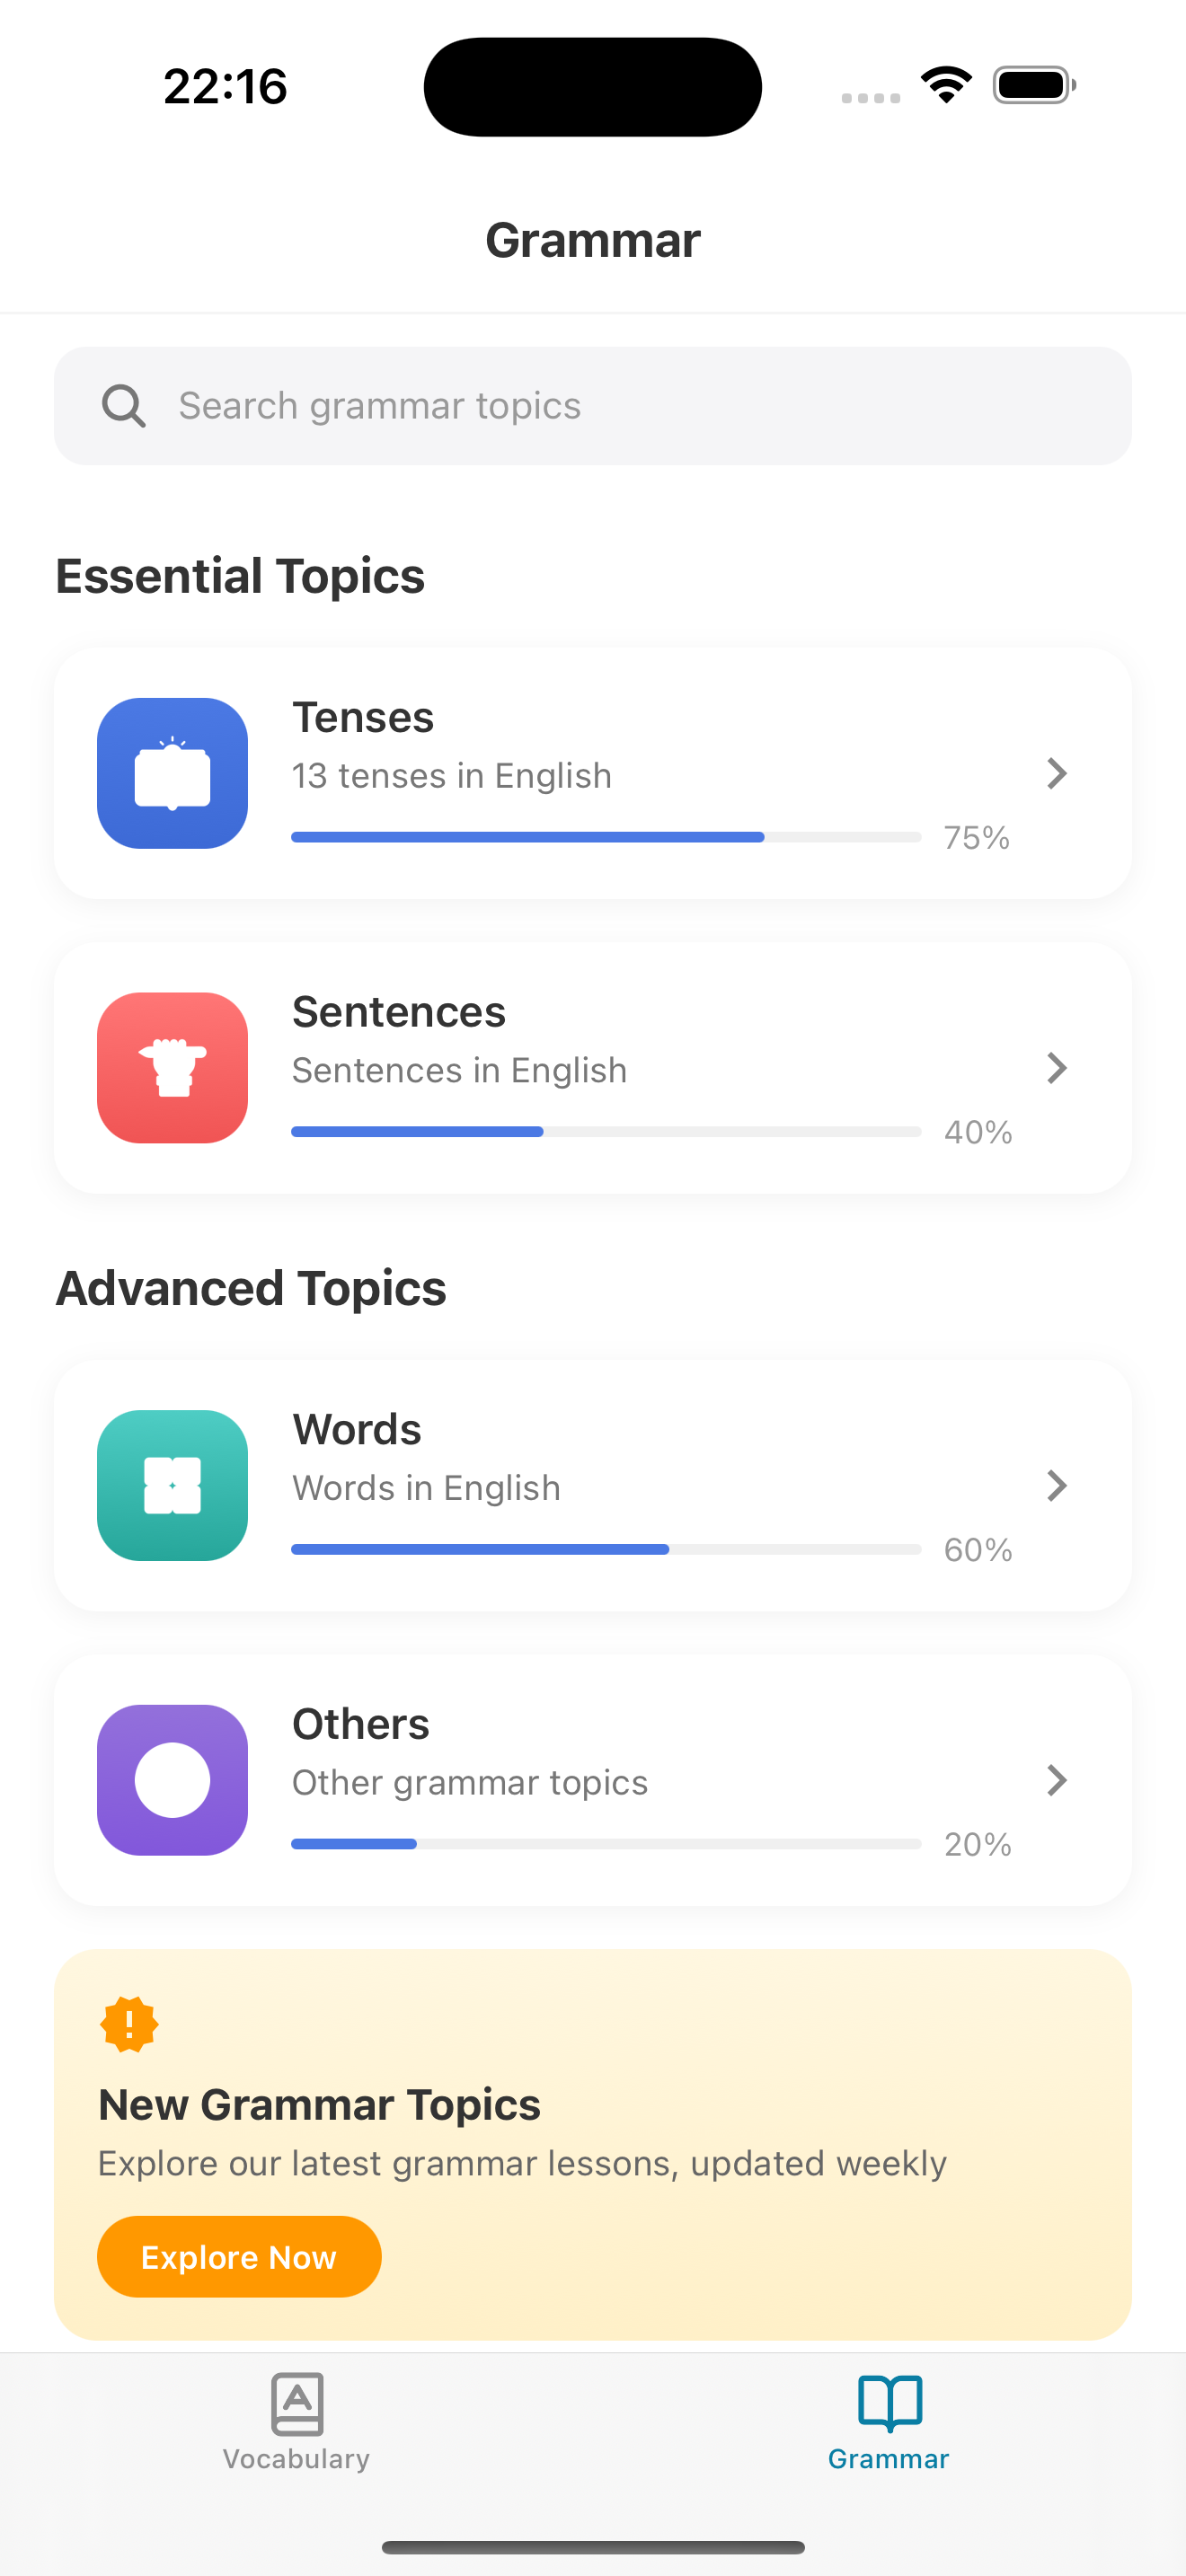 22:16
Grammar
Search grammar topics
Essential Topics
Tenses
13 tenses in English
75%
Sentences
Sentences in English
40%
Advanced Topics
Words
Words in English
60%
Others
Other grammar topics
20%
New Grammar Topics
Explore our latest grammar lessons, updated weekly
Explore Now
Vocabulary
Grammar